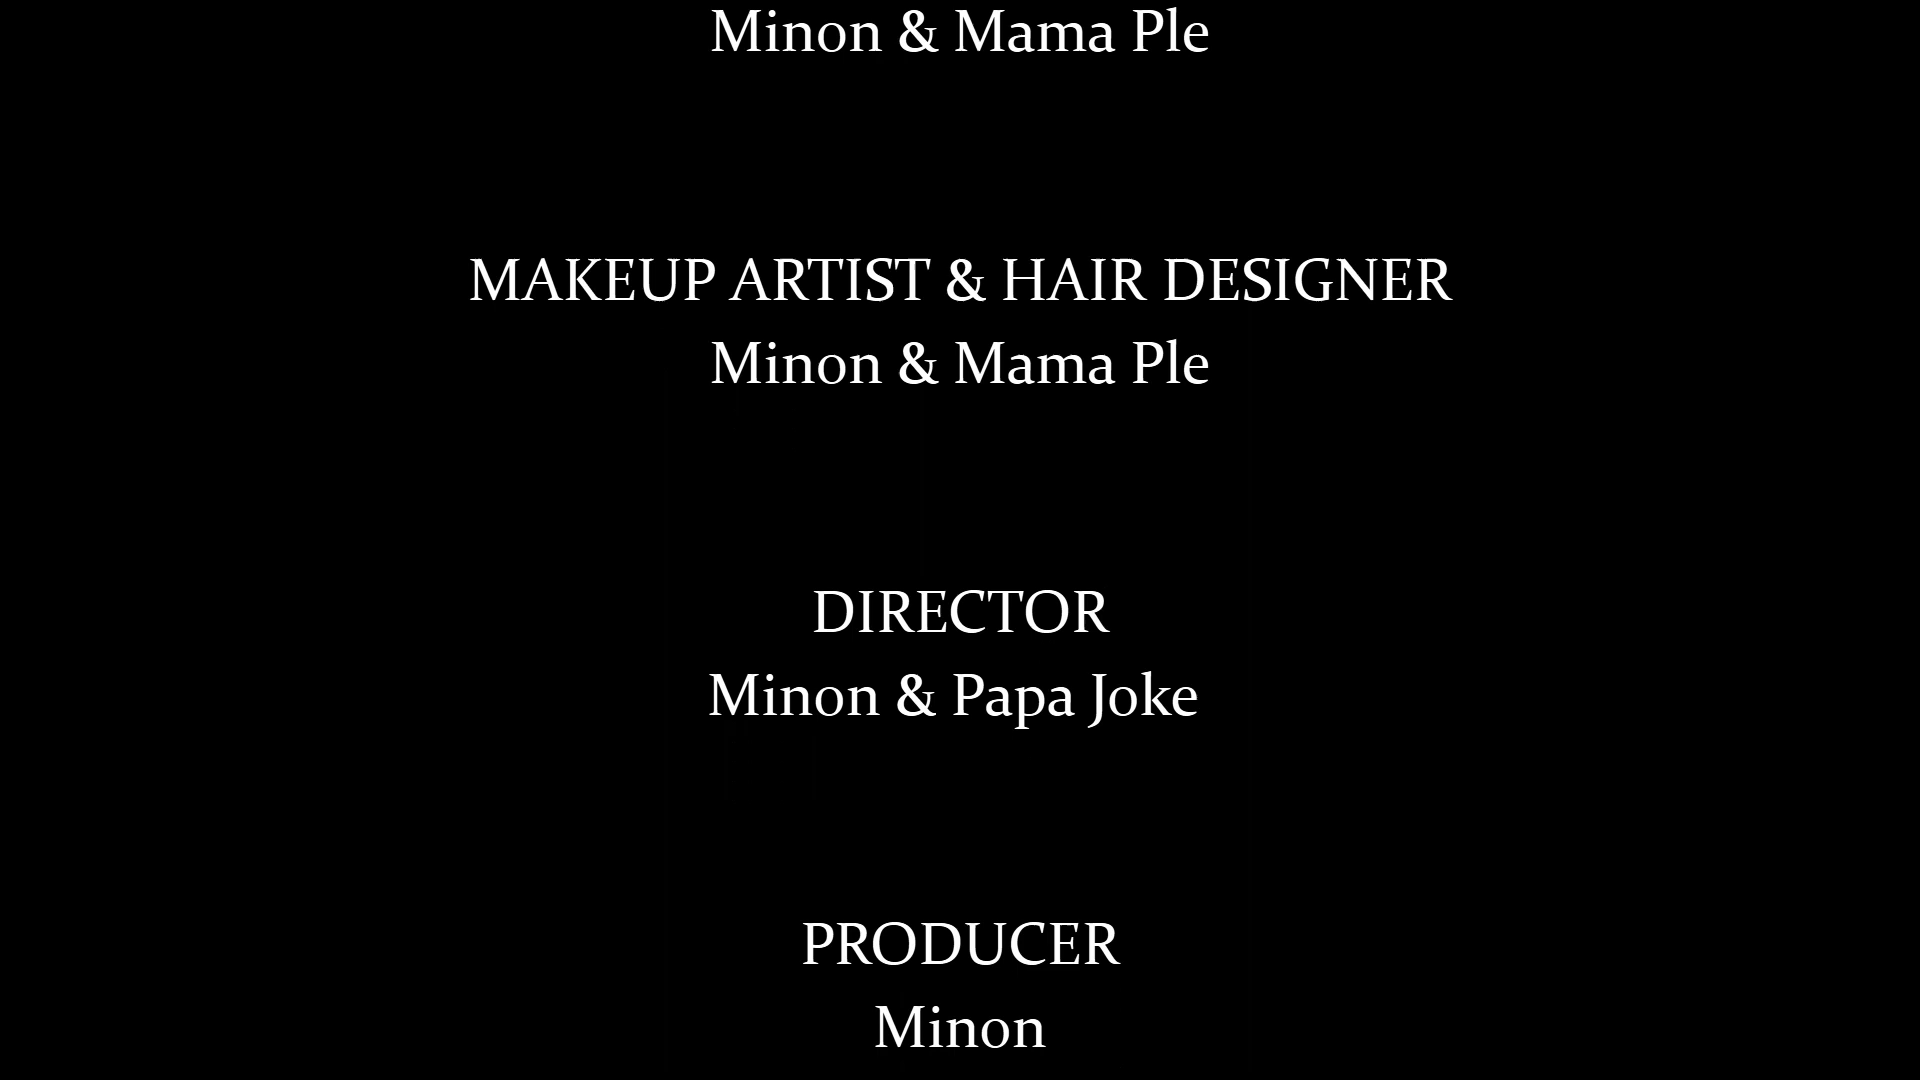 Minon & Mama Ple
MAKEUP ARTIST & HAIR DESIGNER
Minon & Mama Ple
DIRECTOR
Minon & Papa Joke
PRODUCER
Minon